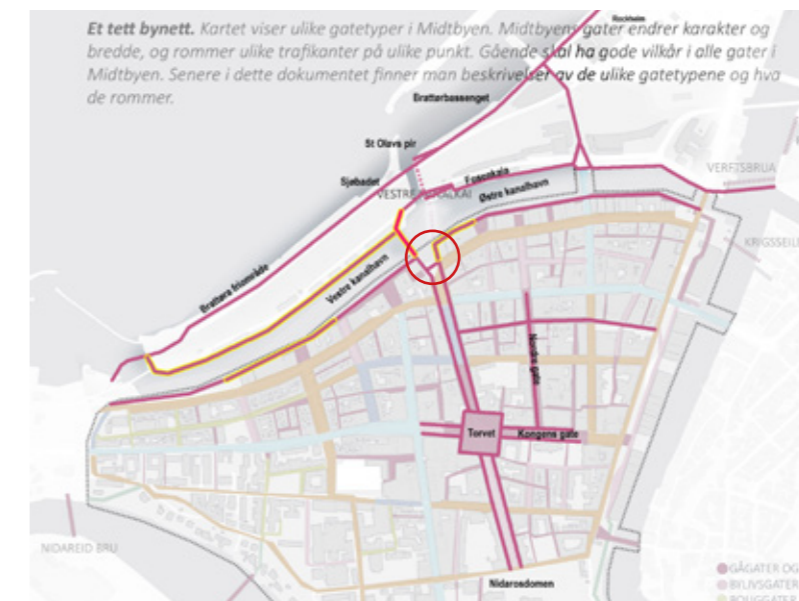 Rockheim
Et tett bynett. Kartet viser ulike gatetyper i Midtbyen. Midtbyens gater endrer karakter og
bredde, og rommer ulike trafikanter på ulike punkt. Gående skal ha gode vilkår i alle gater i
Midtbyen. Senere i dette dokumentet finner man beskrivelser av de ulike gatetypene og hva
de rommer.
Brattørbassenget
St Olavs pir
VERFTSBRUA
Fosenkaia
Sjøbadet
VESTRE KANALKAI
Østre kanalhavn
KRIGSSEILE
Vestre kanalhavn
Brattøra friområde
Nordre gate
Torvet
Kongens gate
NIDAREID BRU
GÅGATER OG
Nidarosdomen
BYLIVSGATER
BOLIGGATER